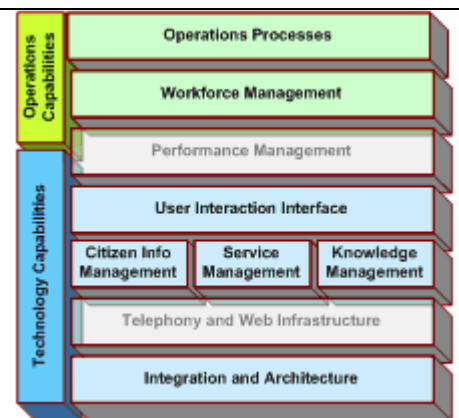 Operations
Capabilities
Operations Processes
Workforce Management
Performance Management
Technology Capabilities
User Interaction Interface
Citizen Info
Management
Service
Management
Knowledge
Management
Telephony and Web Infrastructure
Integration and Architecture